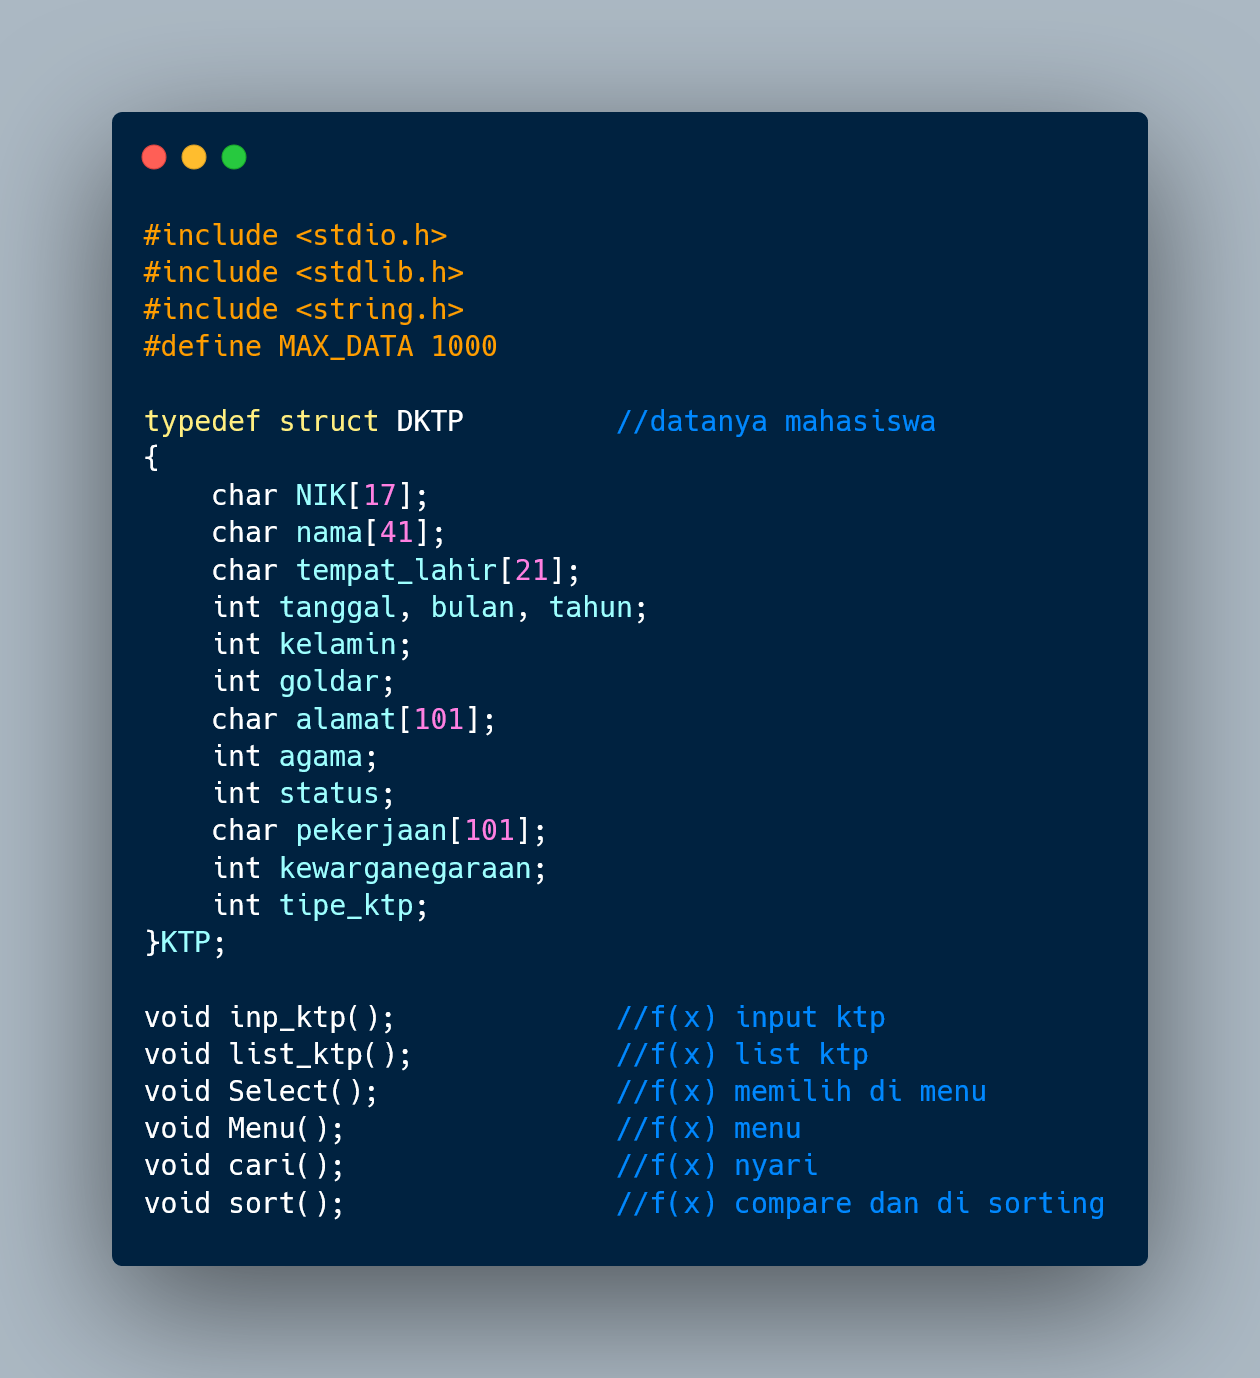 #include <stdio.h>
#include <stdlib.h>
#include <string.h>
#define MAX_DATA 1000

typedef struct DKTP         //datanya mahasiswa
{
    char NIK[17];
    char nama[41];
    char tempat_lahir[21];
    int tanggal, bulan, tahun;
    int kelamin;
    int goldar;
    char alamat[101];
    int agama;
    int status;
    char pekerjaan[101];
    int kewarganegaraan;
    int tipe_ktp;
}KTP;

void inp_ktp();             //f(x) input ktp
void list_ktp();            //f(x) list ktp
void Select();              //f(x) memilih di menu
void Menu();                //f(x) menu
void cari();                //f(x) nyari
void sort();                //f(x) compare dan di sorting